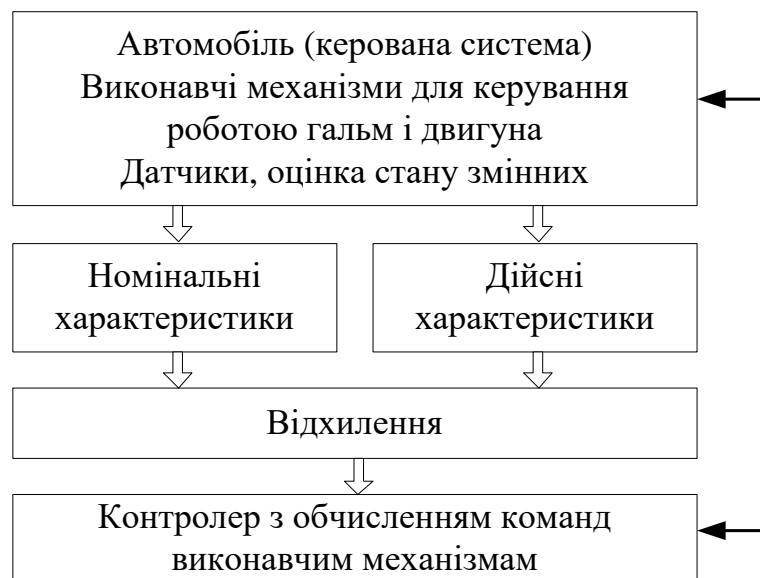 Автомобіль (керована система)
Виконавчі механізми для керування
роботою гальм і двигуна
Датчики, оцінка стану змінних
Номінальні
характеристики
Дійсні
характеристики
Відхилення
Контролер з обчисленням команд
виконавчим механізмам